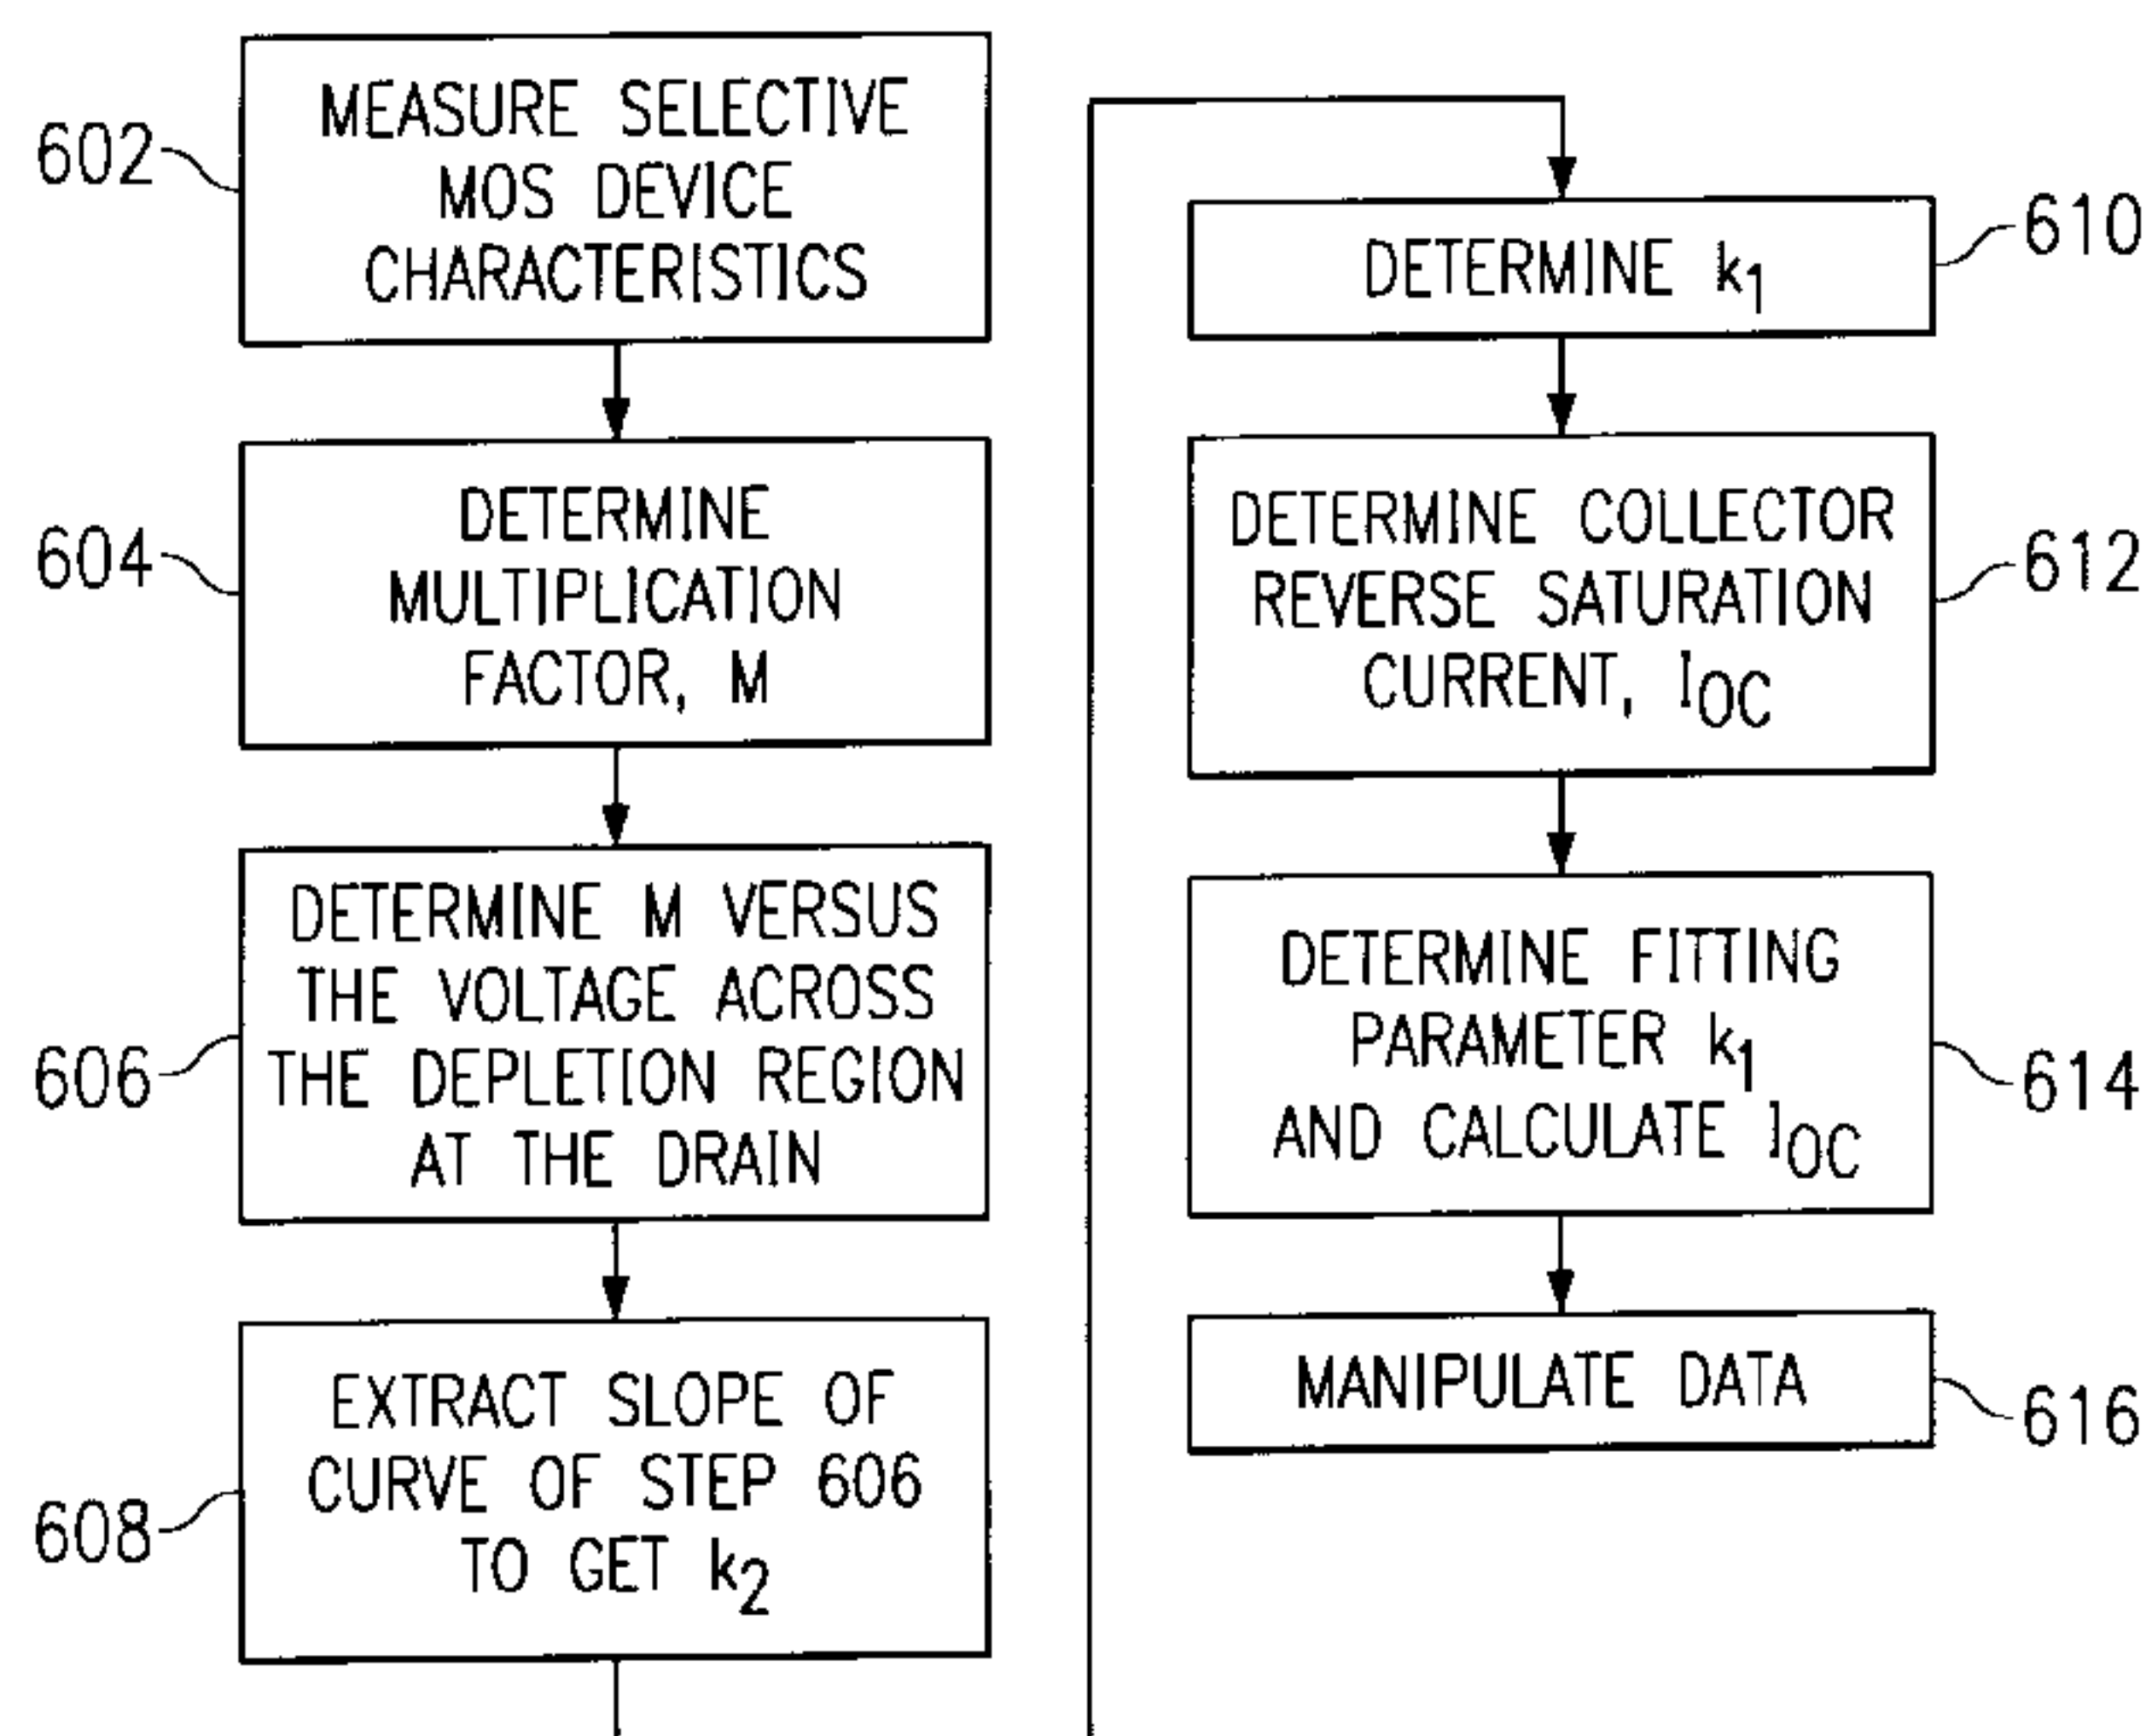 602
MEASURE SELECTIVE
MOS DEVICE
CHARACTERISTICS
604
DETERMINE
MULTIPLICATION
FACTOR, M
606
DETERMINE M VERSUS
THE VOLTAGE ACROSS
THE DEPLETION REGION
AT THE DRAIN
608
EXTRACT SLOPE OF
CURVE OF STEP 606
TO GET k2
DETERMINE k1
610
DETERMINE COLLECTOR
REVERSE SATURATION
CURRENT, IOC
612
DETERMINE FITTING
PARAMETER k1
AND CALCULATE IOC
614
MANIPULATE DATA
616